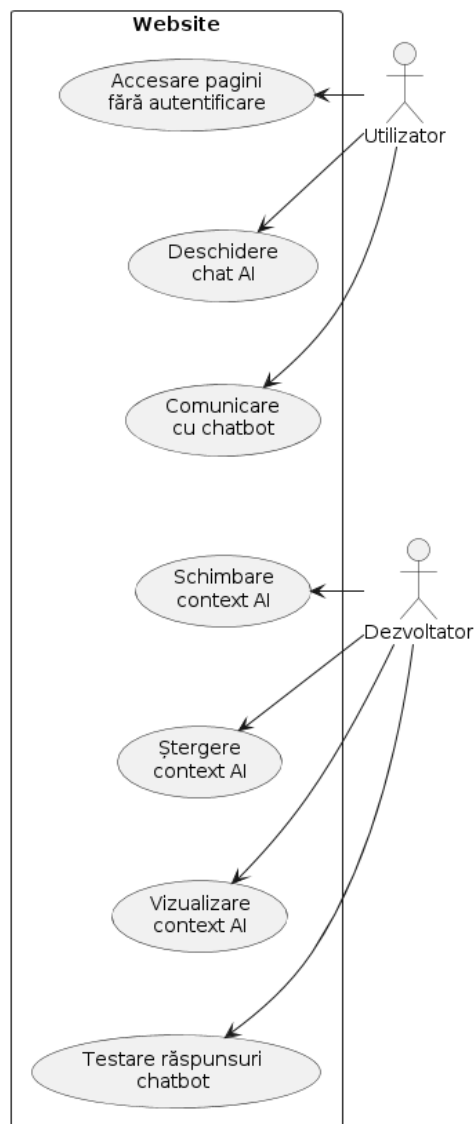 Website
Accesare pagini
fără autentificare
Utilizator
Deschidere
chat AI
Comunicare
cu chatbot
Schimbare
context AI
Dezvoltator
Ștergere
context AI
Vizualizare
context AI
Testare răspunsuri
chatbot